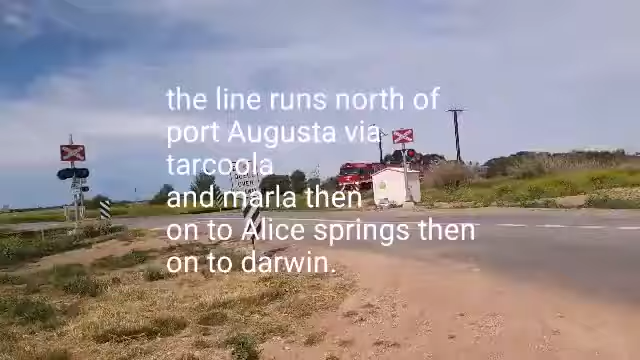 the line runs north of
port Augusta via
tarcoola
and marla then
on to Alice springs then
on to darwin.
OVER